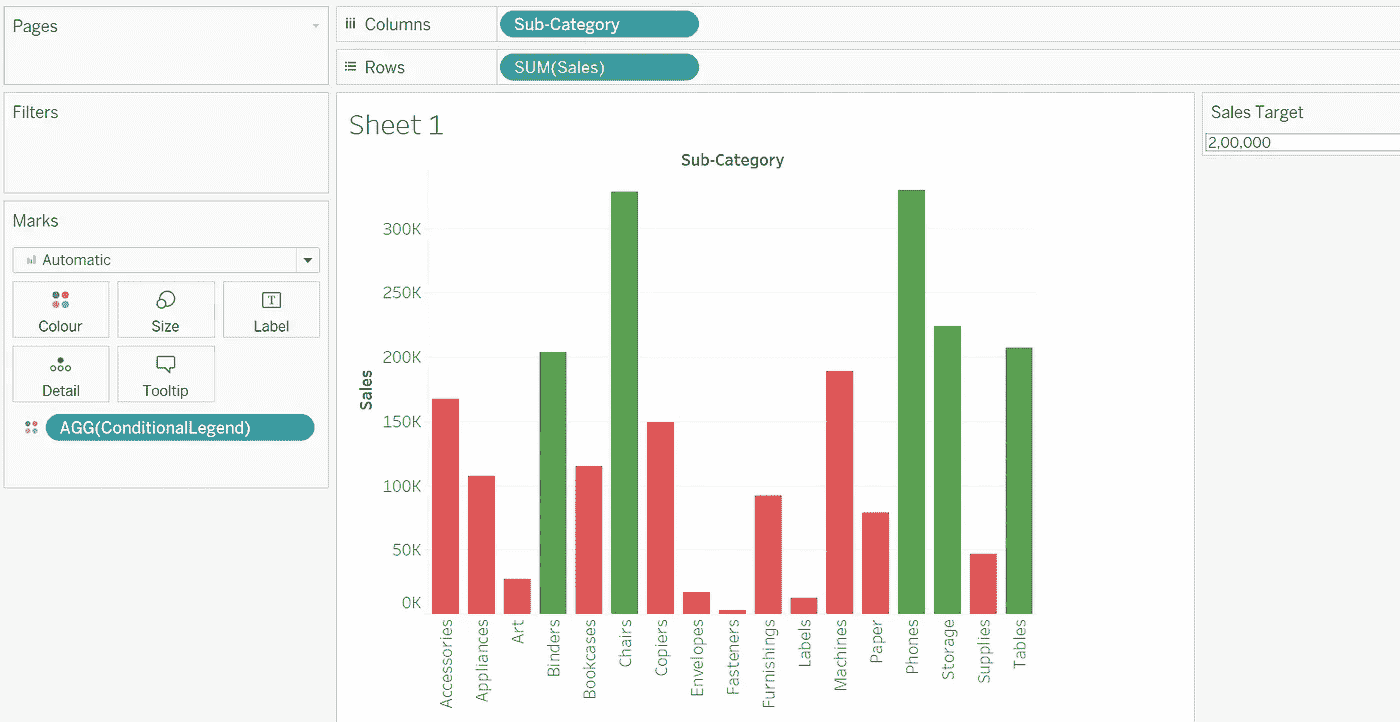 Pages
Columns
Sub-Category
Rows
SUM(Sales)
Filters
Marks
Automatic
Colour
Size
Label
Detail
Tooltip
AGG(ConditionalLegend)
Sheet 1
Sub-Category
Sales
300K
250K
200K
150K
100K
50K
0K
Accessories
Appliances
Art
Binders
Bookcases
Chairs
Copiers
Envelopes
Fasteners
Furnishings
Labels
Machines
Paper
Phones
Storage
Supplies
Tables
Sales Target
2,00,000